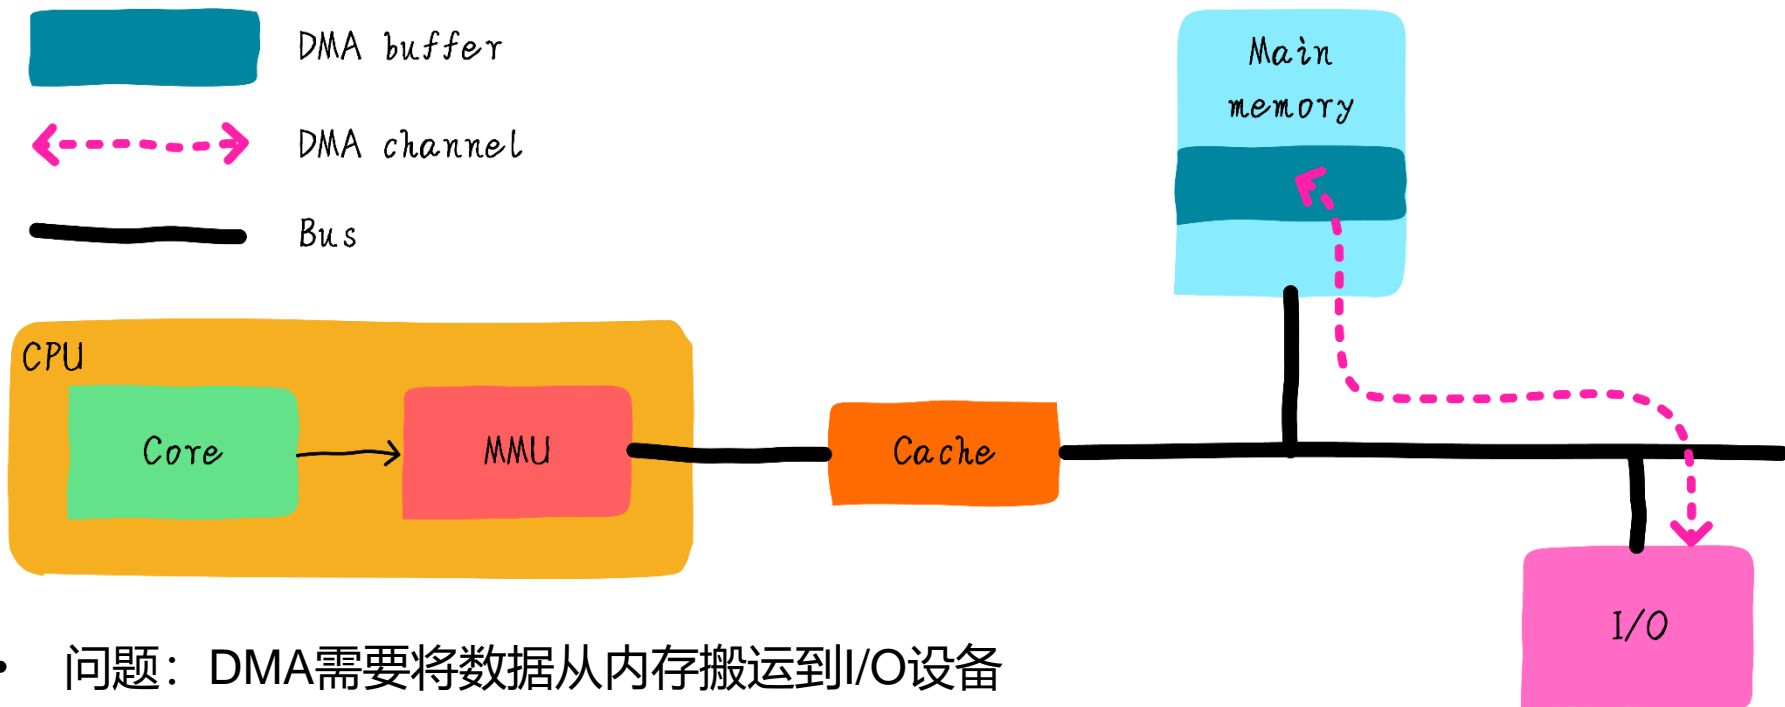 DMA buffer
DMA channel
Bus
Main
memory
CPU
Core
MMU
Cache
I/O
• 问题：DMA需要将数据从内存搬运到I/O设备